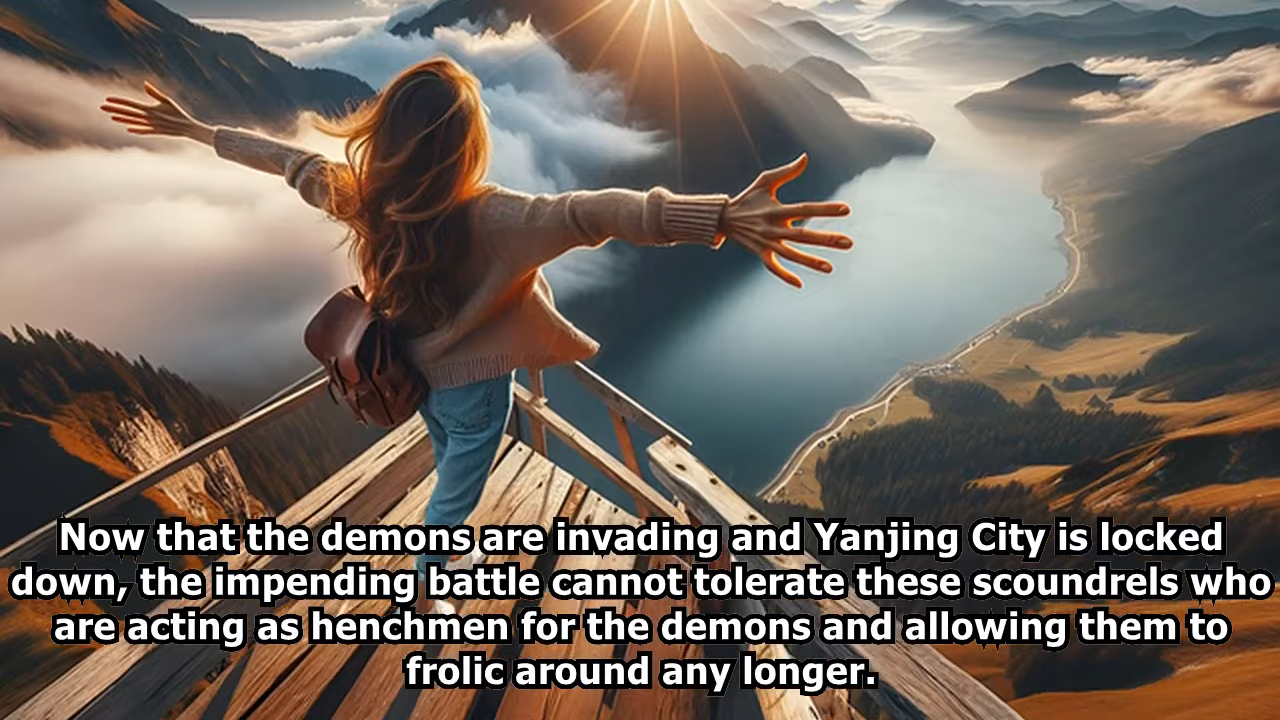 Now that the demons are invading and Yanjing City is locked
down, the impending battle cannot tolerate these scoundrels who
are acting as henchmen for the demons and allowing them to
frolic around any longer.